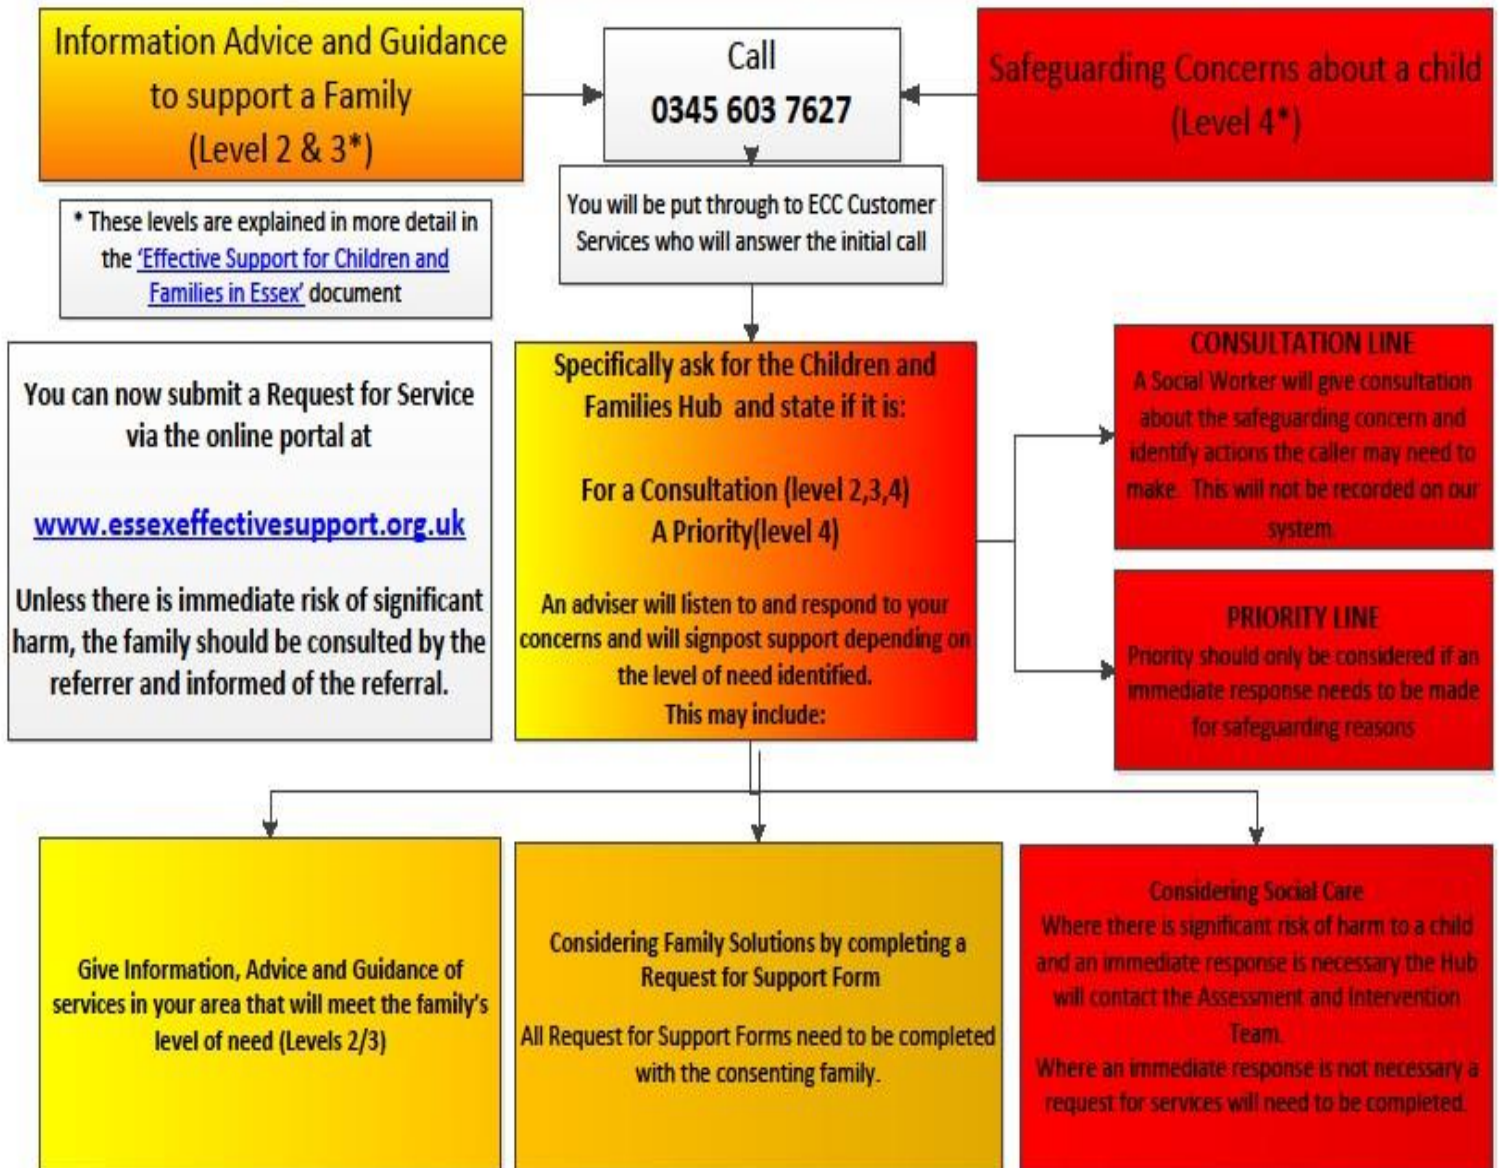 Information Advice and Guidance
to support a Family
(Level 2 & 3*)
Call
0345 603 7627
Safeguarding Concerns about a child
(Level 4*)
* These levels are explained in more detail in
the 'Effective Support for Children and
Families in Essex' document
You will be put through to ECC Customer
Services who will answer the initial call
You can now submit a Request for Service
via the online portal at
www.essexeffectivesupport.org.uk
Unless there is immediate risk of significant
harm, the family should be consulted by the
referrer and informed of the referral.
Specifically ask for the Children and
Families Hub and state if it is:
For a Consultation (level 2,3,4)
A Priority(level 4)
An adviser will listen to and respond to your
concerns and will signpost support depending on
the level of need identified.
This may include:
CONSULTATION LINE
A Social Worker will give consultation
about the safeguarding concern and
identify actions the caller may need to
make. This will not be recorded on our
system.
PRIORITY LINE
Priority should only be considered if an
immediate response needs to be made
for safeguarding reasons
Give Information, Advice and Guidance of
services in your area that will meet the family's
level of need (Levels 2/3)
Considering Family Solutions by completing a
Request for Support Form
All Request for Support Forms need to be completed
with the consenting family.
Considering Social Care
Where there is significant risk of harm to a child
and an immediate response is necessary the Hub
will contact the Assessment and Intervention
Team.
Where an immediate response is not necessary a
request for services will need to be completed.